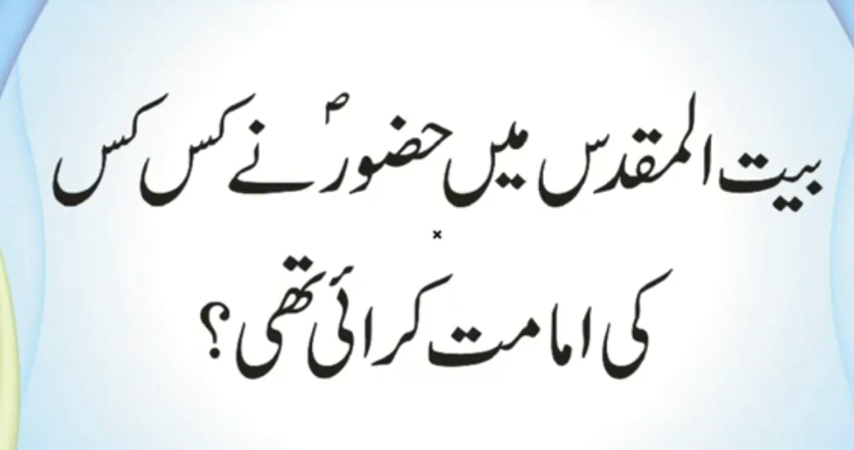 بیت المقدس میں حضورؐ نے کس کس
کی امامت کرائی تھی؟